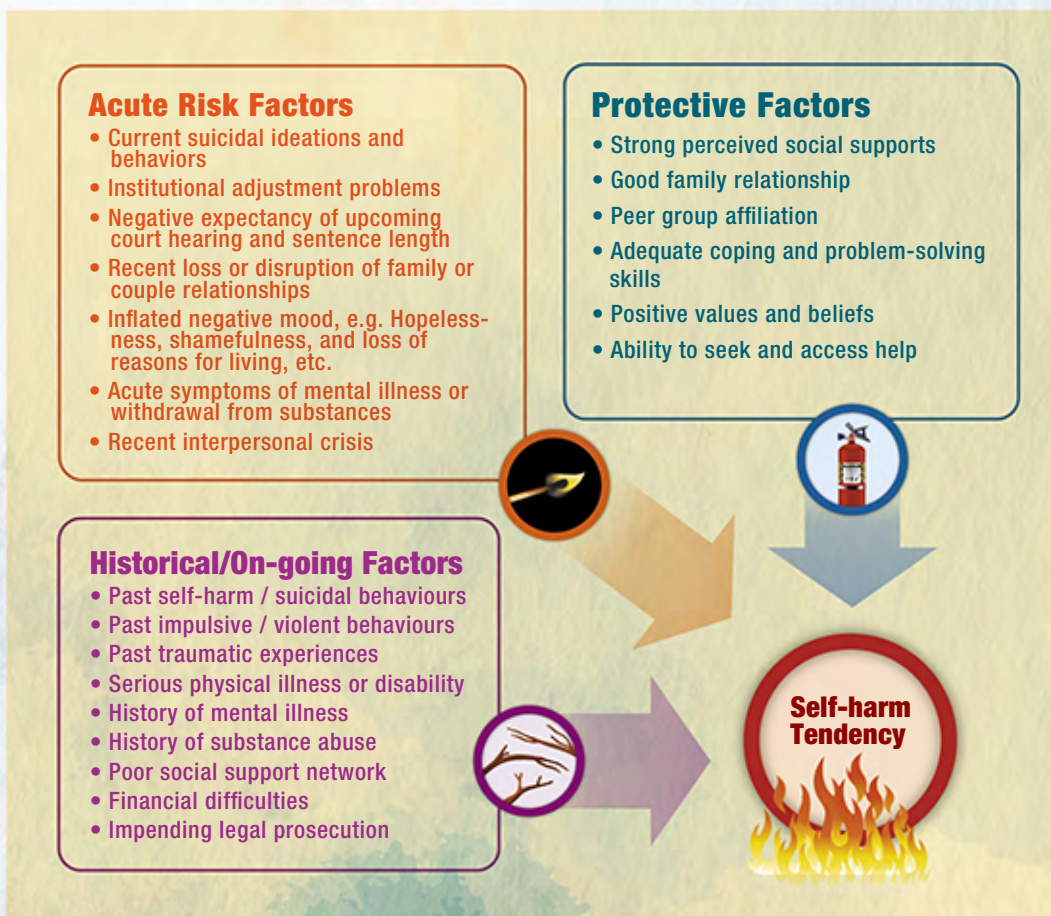 Acute Risk Factors
• Current suicidal ideations and
behaviors
• Institutional adjustment problems
• Negative expectancy of upcoming
court hearing and sentence length
• Recent loss or disruption of family or
couple relationships
• Inflated negative mood, e.g. Hopeless-
ness, shamefulness, and loss of
reasons for living, etc.
• Acute symptoms of mental illness or
withdrawal from substances
• Recent interpersonal crisis
Protective Factors
• Strong perceived social supports
• Good family relationship
• Peer group affiliation
• Adequate coping and problem-solving
skills
• Positive values and beliefs
• Ability to seek and access help
Historical/On-going Factors
• Past self-harm / suicidal behaviours
• Past impulsive / violent behaviours
• Past traumatic experiences
• Serious physical illness or disability
• History of mental illness
• History of substance abuse
• Poor social support network
• Financial difficulties
• Impending legal prosecution
Self-harm
Tendency